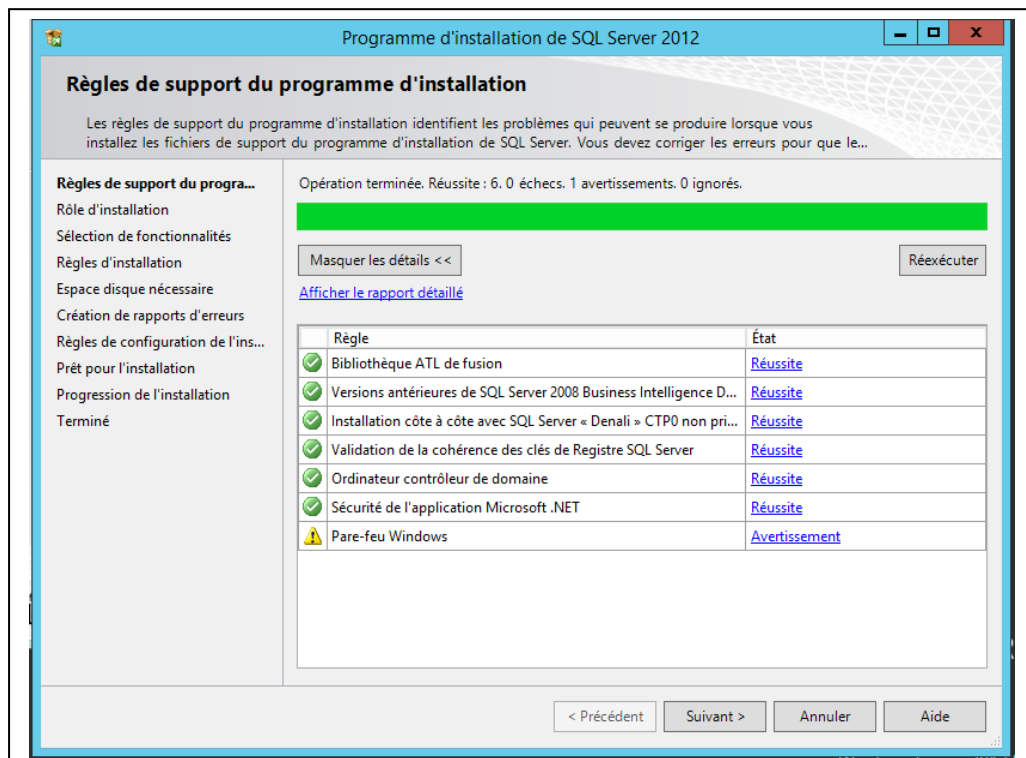 Programme d'installation de SQL Server 2012
Règles de support du programme d'installation
Les règles de support du programme d'installation identifient les problèmes qui peuvent se produire lorsque vous
installez les fichiers de support du programme d'installation de SQL Server. Vous devez corriger les erreurs pour que le...
Règles de support du progra...
Rôle d'installation
Sélection de fonctionnalités
Règles d'installation
Espace disque nécessaire
Création de rapports d'erreurs
Règles de configuration de l'ins...
Prêt pour l'installation
Progression de l'installation
Terminé
Opération terminée. Réussite : 6. 0 échecs. 1 avertissements. 0 ignorés.
Masquer les détails <<
Réexécuter
Afficher le rapport détaillé
Règle État
Bibliothèque ATL de fusion Réussite
Versions antérieures de SQL Server 2008 Business Intelligence D... Réussite
Installation côte à côte avec SQL Server « Denali » CTP0 non pri... Réussite
Validation de la cohérence des clés de Registre SQL Server Réussite
Ordinateur contrôleur de domaine Réussite
Sécurité de l'application Microsoft .NET Réussite
Pare-feu Windows Avertissement
< Précédent Suivant > Annuler Aide